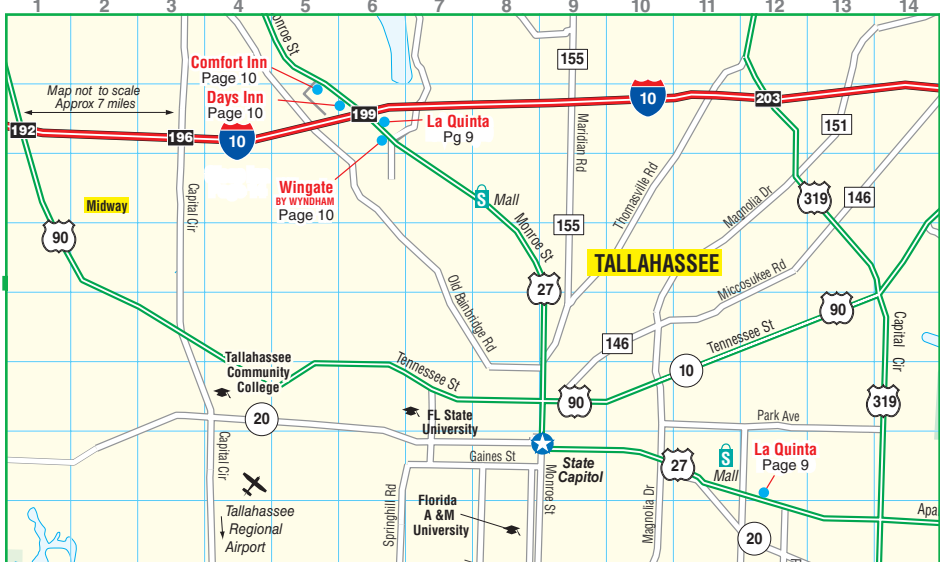 1 2 3 4 5 6 7 8 9 10 11 12 13 14
Monroe St
Comfort Inn
Page 10
Days Inn
Page 10
Map not to scale
Approx 7 miles
192
196
10
199
La Quinta
Pg 9
Wingate
BY WYNDHAM
Page 10
155
Maridian Rd
10
203
151
Thomasville Rd
Magnolia Dr
319
146
S Mall
Monroe St
155
Capital Cir
Midway
90
TALLAHASSEE
27
Old Bainbridge Rd
Miccosukee Rd
90
146
Tennessee St
10
Capital Cir
Tallahassee
Community
College
Tennessee St
90
319
20
FL State
University
Park Ave
Gaines St
State
Capitol
27
S
Mall
La Quinta
Page 9
Capital Cir
Tallahassee
Regional
Airport
Springhill Rd
Florida
A & M
University
Monroe St
Magnolia Dr
20
Apa